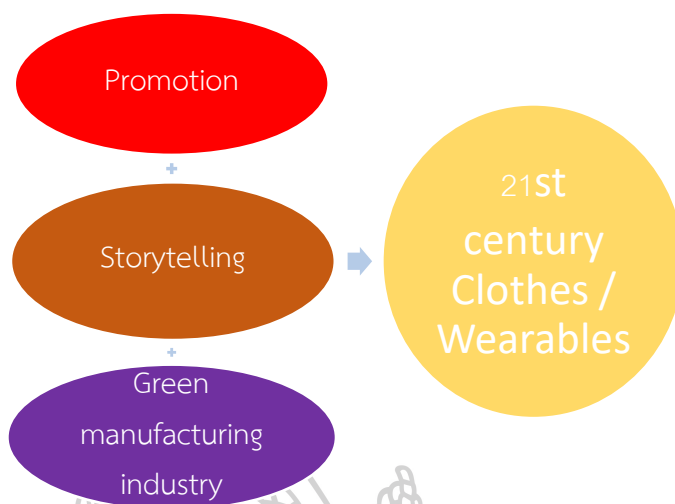 Promotion
+
Storytelling
+
Green
manufacturing
industry
21st
century
Clothes /
Wearables